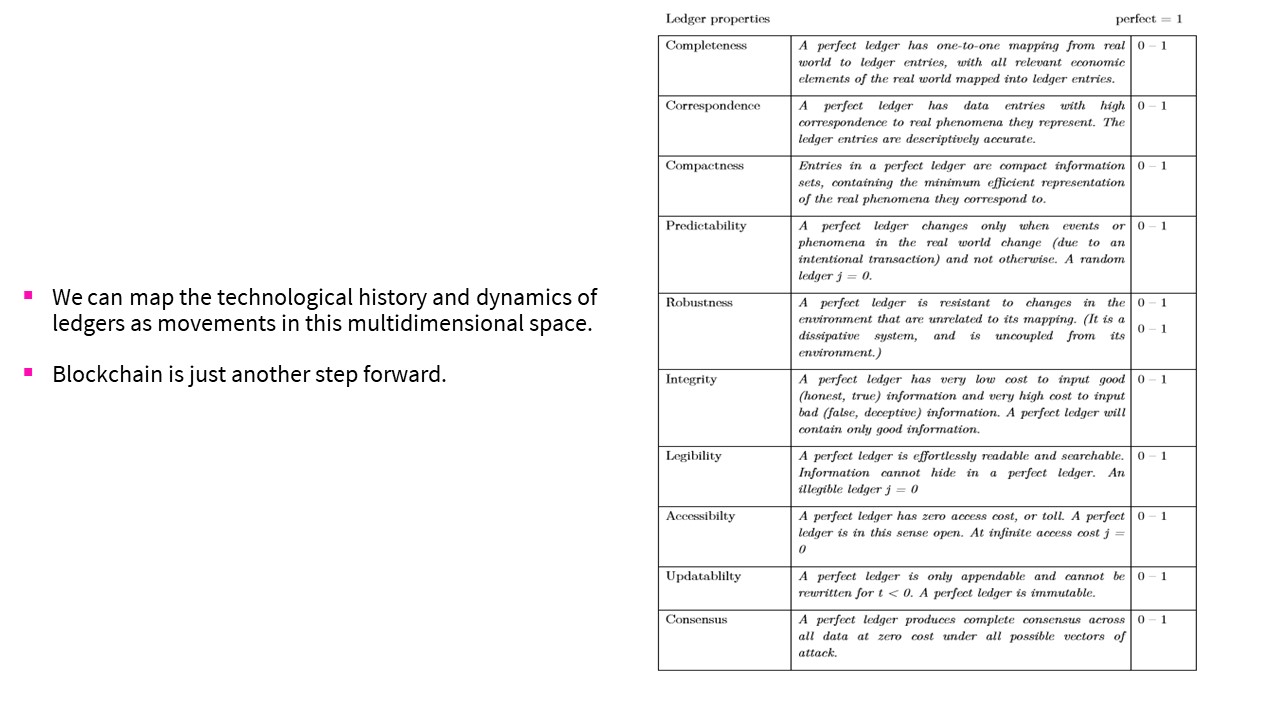 ▪ We can map the technological history and dynamics of
ledgers as movements in this multidimensional space.
▪ Blockchain is just another step forward.
Ledger properties perfect = 1
Completeness A perfect ledger has one-to-one mapping from real 0 – 1
world to ledger entries, with all relevant economic
elements of the real world mapped into ledger entries.
Correspondence A perfect ledger has data entries with high 0 – 1
correspondence to real phenomena they represent. The
ledger entries are descriptively accurate.
Compactness Entries in a perfect ledger are compact information 0 – 1
sets, containing the minimum efficient representation
of the real phenomena they correspond to.
Predictability A perfect ledger changes only when events or 0 – 1
phenomena in the real world change (due to an
intentional transaction) and not otherwise. A random
ledger j = 0.
Robustness A perfect ledger is resistant to changes in the 0 – 1
environment that are unrelated to its mapping. (It is a
dissipative system, and is uncoupled from its 0 – 1
environment.)
Integrity A perfect ledger has very low cost to input good 0 – 1
(honest, true) information and very high cost to input
bad (false, deceptive) information. A perfect ledger will
contain only good information.
Legibility A perfect ledger is effortlessly readable and searchable. 0 – 1
Information cannot hide in a perfect ledger. An
illegible ledger j = 0
Accessibilty A perfect ledger has zero access cost, or toll. A perfect 0 – 1
ledger is in this sense open. At infinite access cost j =
0
Updatablilty A perfect ledger is only appendable and cannot be 0 – 1
rewritten for t < 0. A perfect ledger is immutable.
Consensus A perfect ledger produces complete consensus across 0 – 1
all data at zero cost under all possible vectors of
attack.